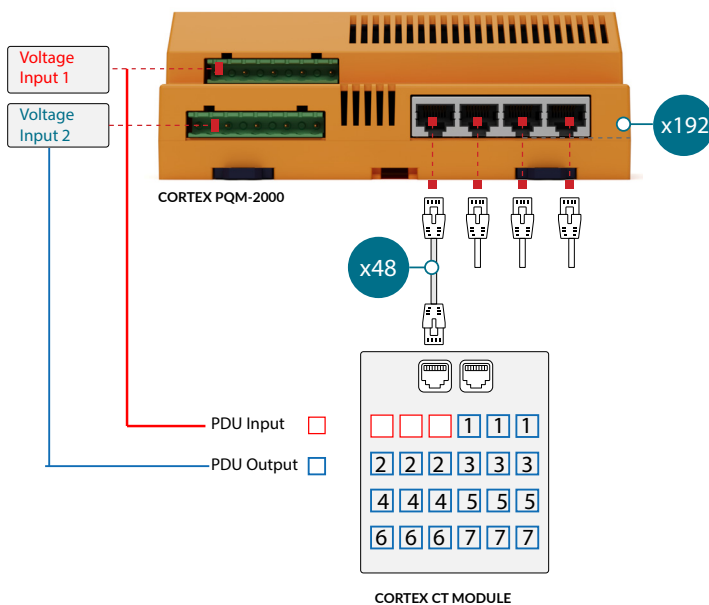 Voltage
Input 1
Voltage
Input 2
x192
CORTEX PQM-2000
x48
PDU Input
1 1 1
PDU Output
2 2 2 3 3 3
4 4 4 5 5 5
6 6 6 7 7 7
CORTEX CT MODULE